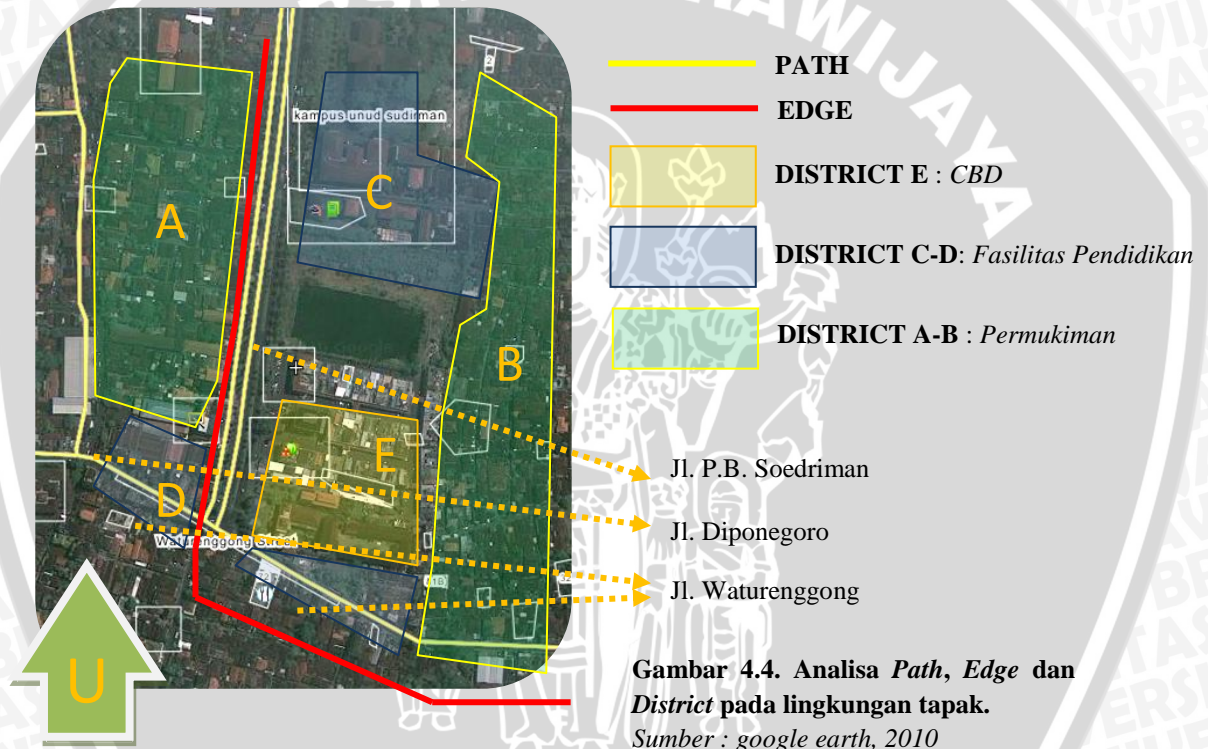 PATH
EDGE
DISTRICT E : CBD
DISTRICT C-D: Fasilitas Pendidikan
DISTRICT A-B : Permukiman
kampus unud sudirman
A
C
B
E
D
Jl. P.B. Soedriman
Jl. Diponegoro
Jl. Waturenggong
Waturenggong Street
U
Gambar 4.4. Analisa Path, Edge dan
District pada lingkungan tapak.
Sumber : google earth, 2010